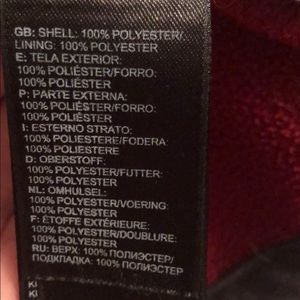 GB: SHELL: 100% POLYESTER/
LINING: 100% POLYESTER
E: TELA EXTERIOR:
100% POLIÉSTER/FORRO:
100% POLIÉSTER
P: PARTE EXTERNA:
100% POLIÉSTER/FORRO:
100% POLIÉSTER
I: ESTERNO STRATO:
100% POLIESTERE/FODERA:
100% POLIESTERE
D: OBERSTOFF:
100% POLYESTER/FUTTER:
100% POLYESTER
NL: OMHULSEL:
100% POLYESTER/VOERING:
100% POLYESTER
F: ÉTOFFE EXTÉRIEURE:
100% POLYESTER/DOUBLURE:
100% POLYESTER
RU: ВЕРХ: 100% ПОЛИЭСТЕР/
ПОДКЛАДКА: 100% ПОЛИЭСТЕР